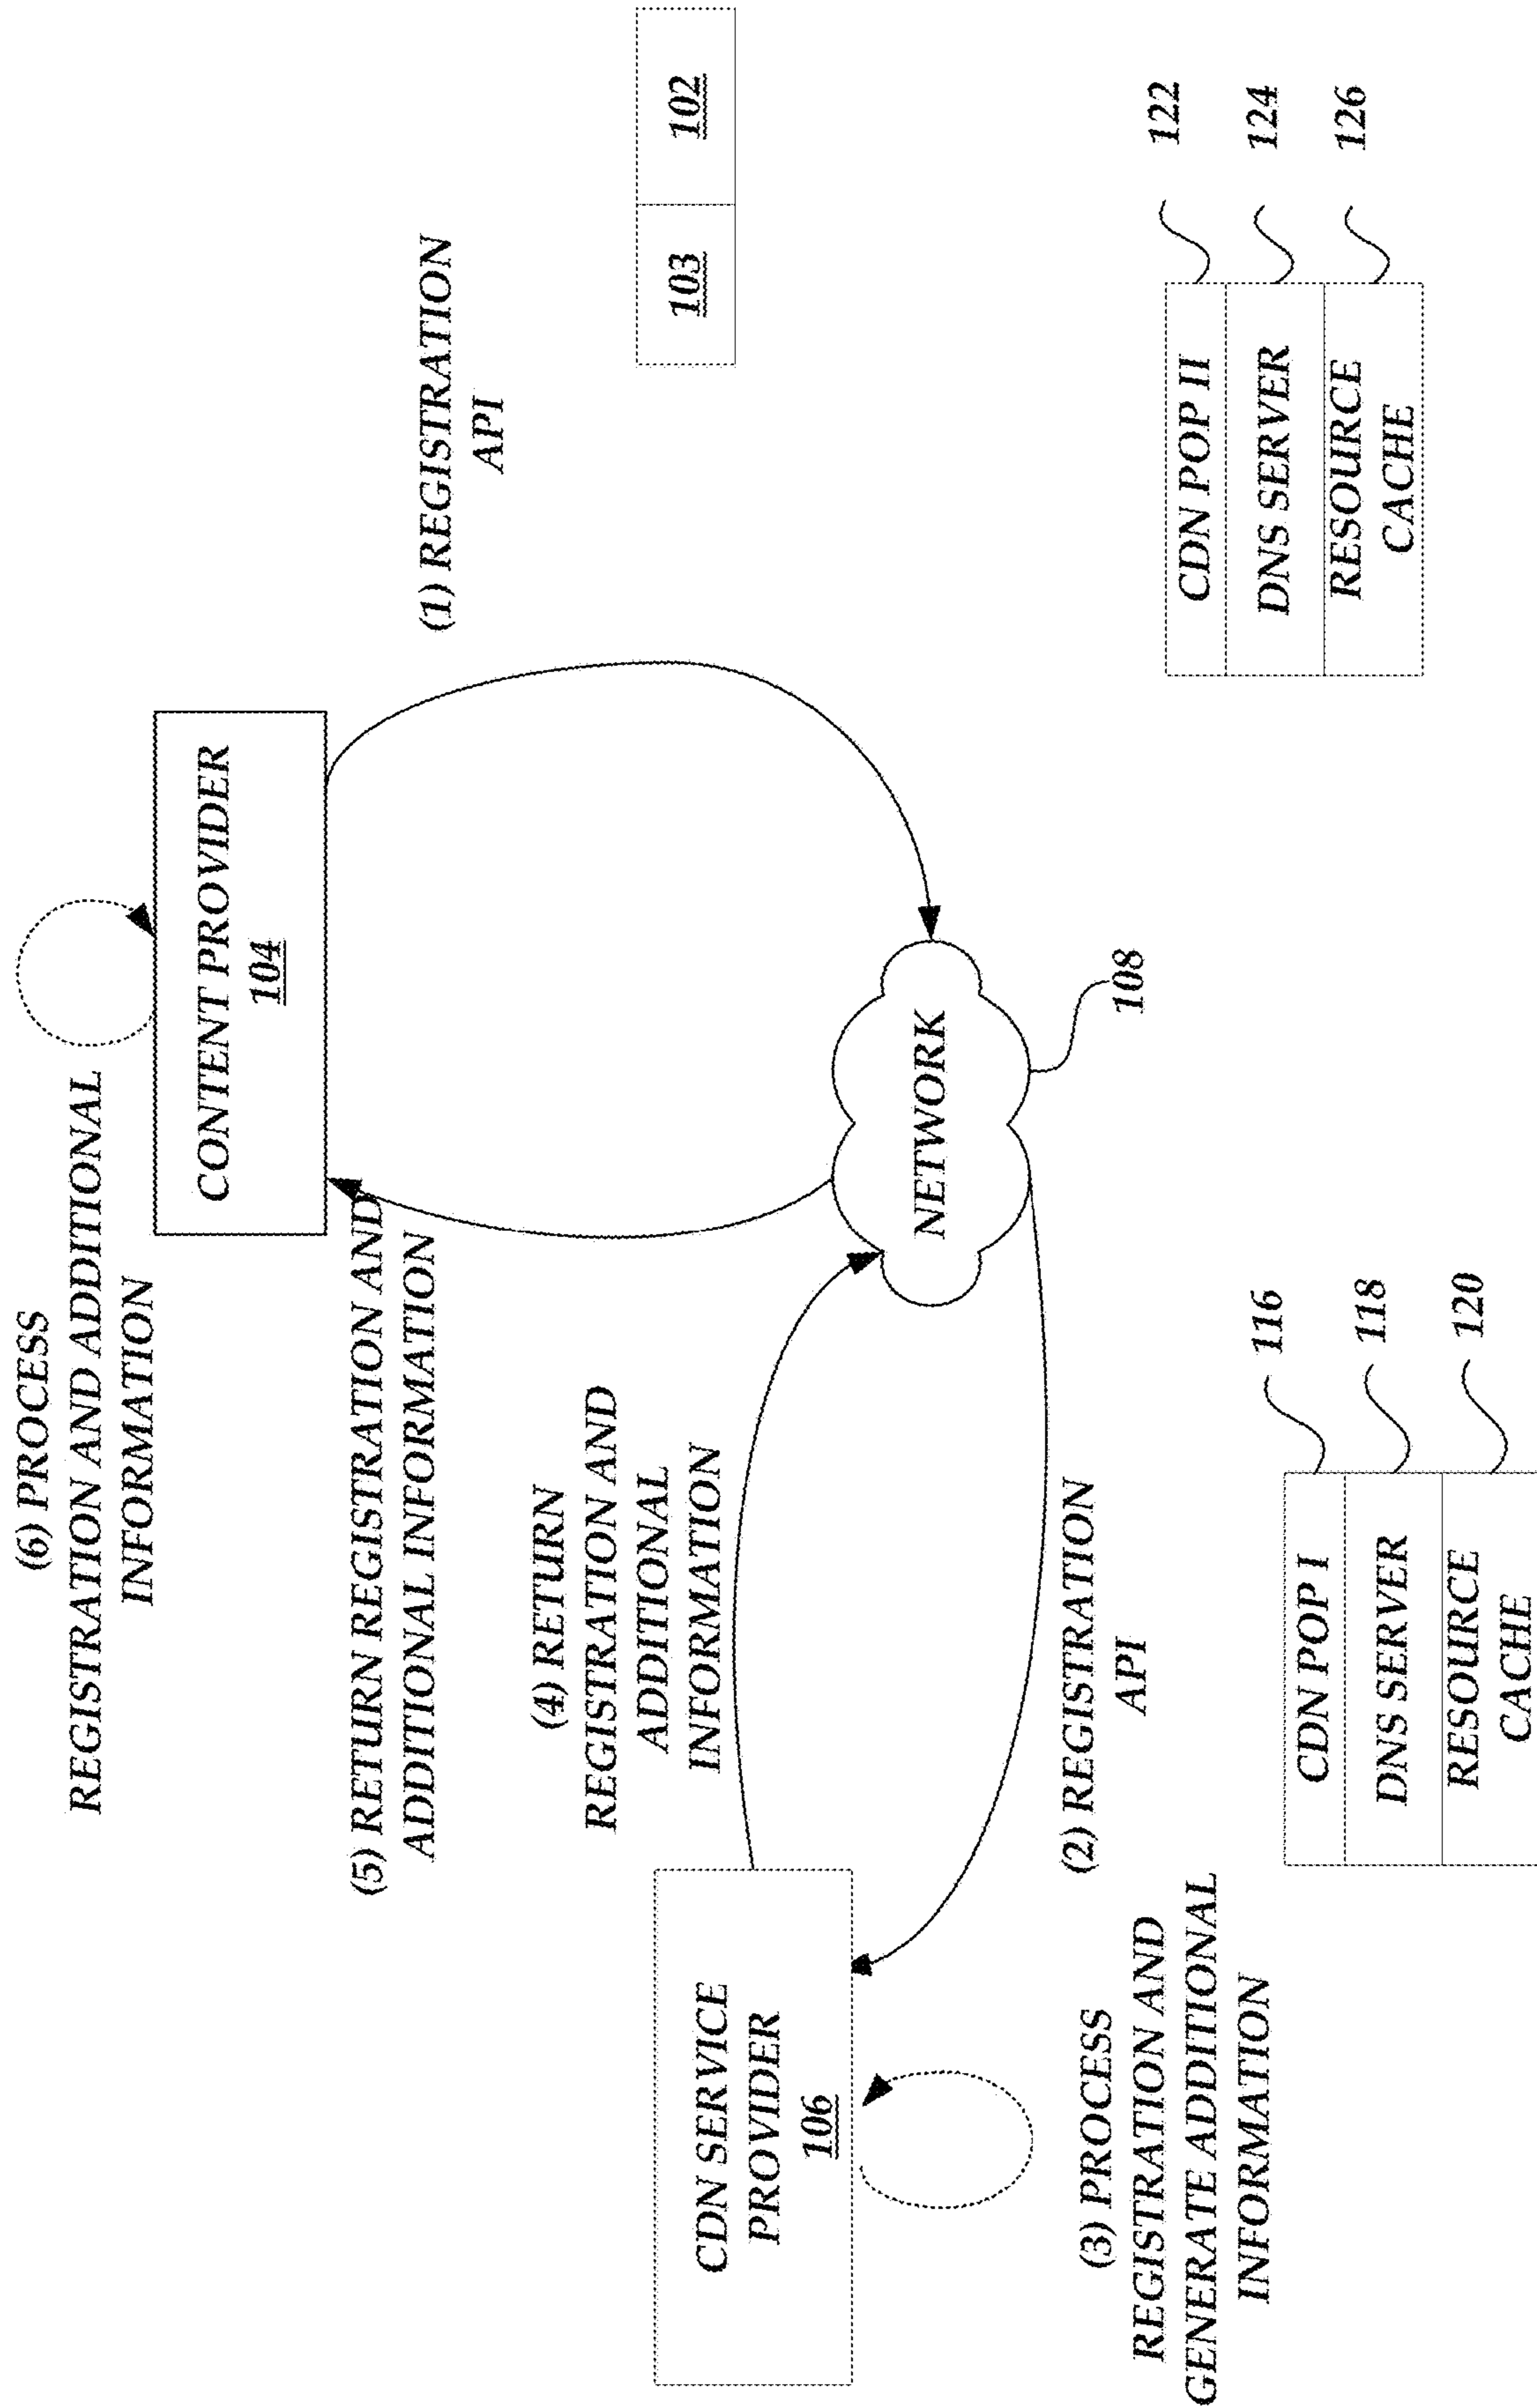 (6) PROCESS
REGISTRATION AND ADDITIONAL
INFORMATION
CONTENT PROVIDER
104
(5) RETURN REGISTRATION AND
ADDITIONAL INFORMATION
(1) REGISTRATION
API
(4) RETURN
REGISTRATION AND
ADDITIONAL
INFORMATION
103
102
CDN SERVICE
PROVIDER
106
NETWORK
108
(2) REGISTRATION
API
(3) PROCESS
REGISTRATION AND
GENERATE ADDITIONAL
INFORMATION
CDN POP I
116
DNS SERVER
118
RESOURCE
CACHE
120
CDN POP II
122
DNS SERVER
124
RESOURCE
CACHE
126